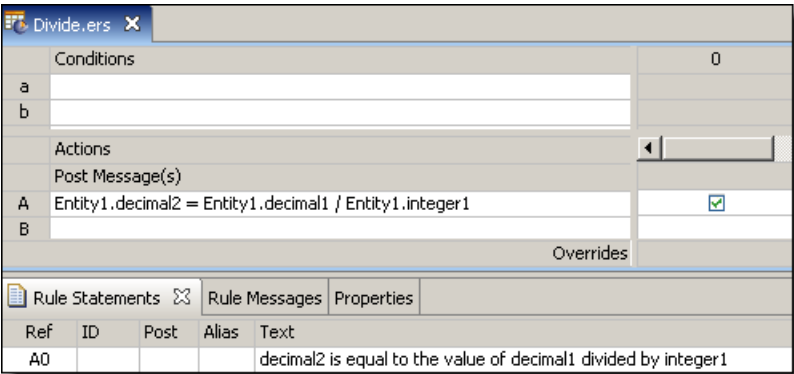 Divide.ers
Conditions 0
a
b
Actions
Post Message(s)
A Entity1.decimal2 = Entity1.decimal1 / Entity1.integer1
B
Overrides
Rule Statements Rule Messages Properties
Ref ID Post Alias Text
A0 decimal2 is equal to the value of decimal1 divided by integer1